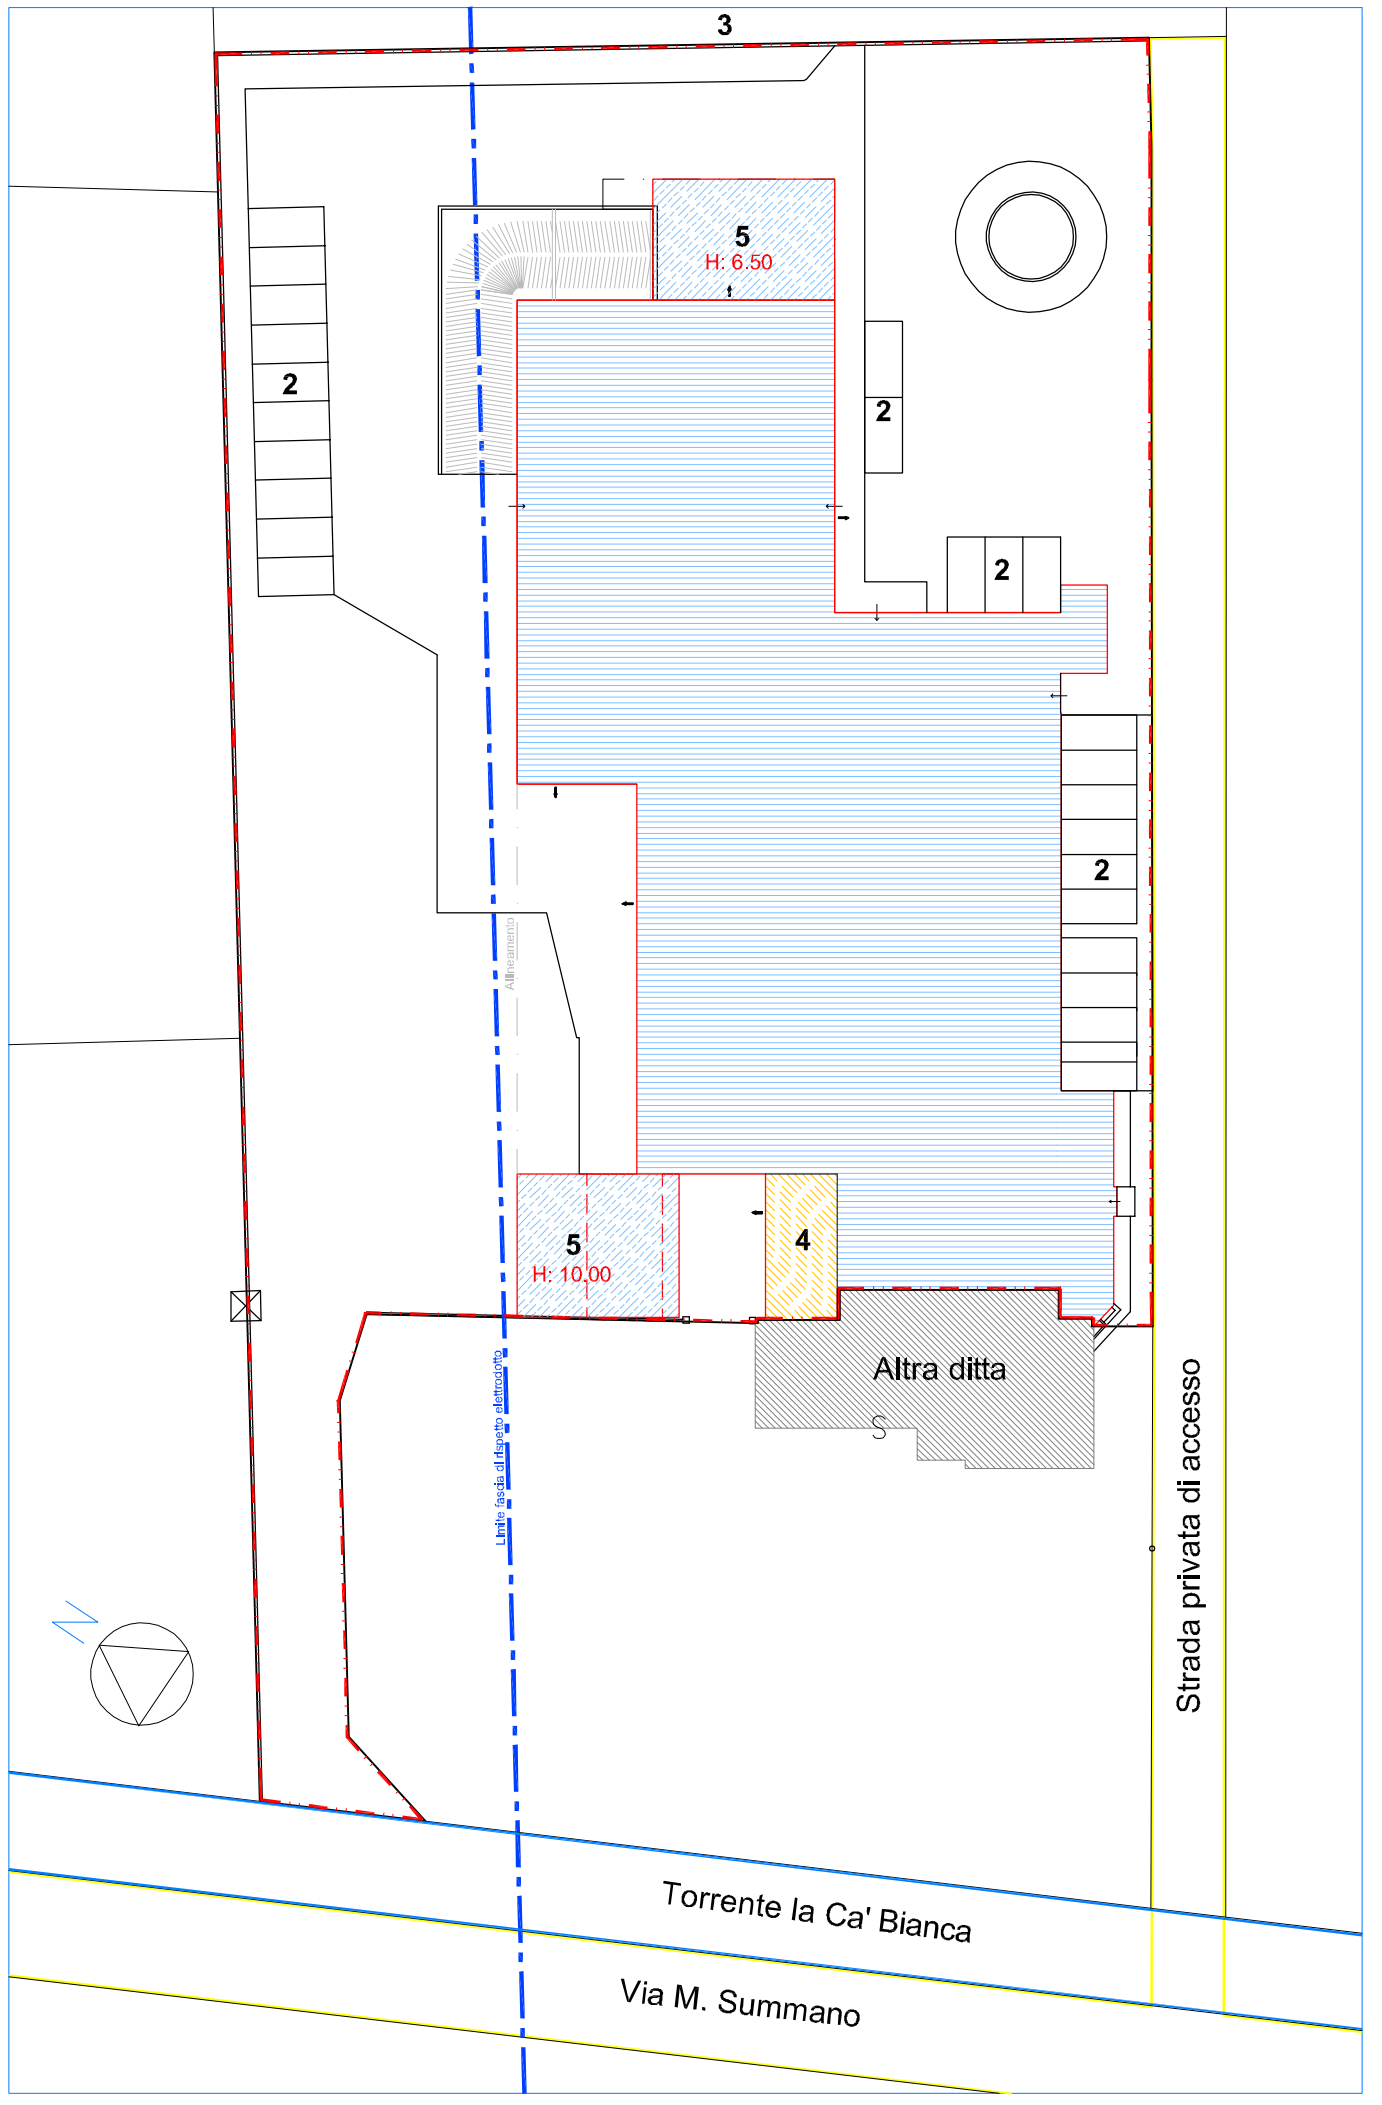 3
5
H: 6.50
2
2
2
2
Allineamento
5
H: 10.00
4
Altra ditta
S
Limite fascia di rispetto elettrodotto
Strada privata di accesso
N
Torrente la Ca' Bianca
Via M. Summano